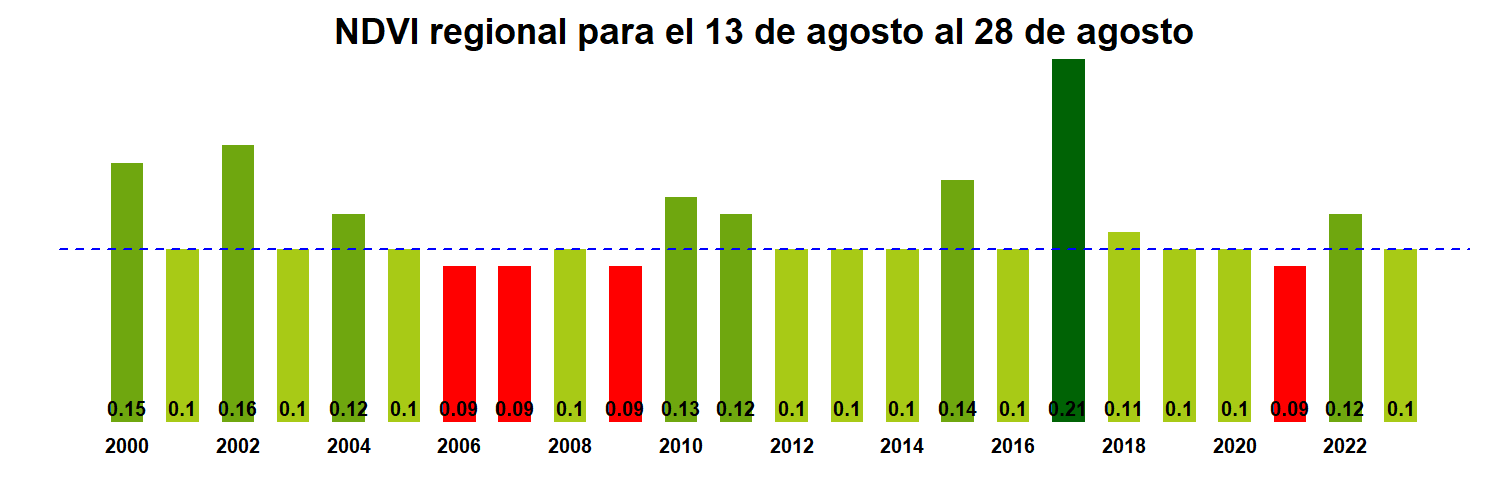 NDVI regional para el 13 de agosto al 28 de agosto
0.15 0.1 0.16 0.1 0.12 0.1 0.09 0.09 0.1 0.09 0.13 0.12 0.1 0.1 0.1 0.14 0.1 0.21 0.11 0.1 0.1 0.09 0.12 0.1
2000 2002 2004 2006 2008 2010 2012 2014 2016 2018 2020 2022